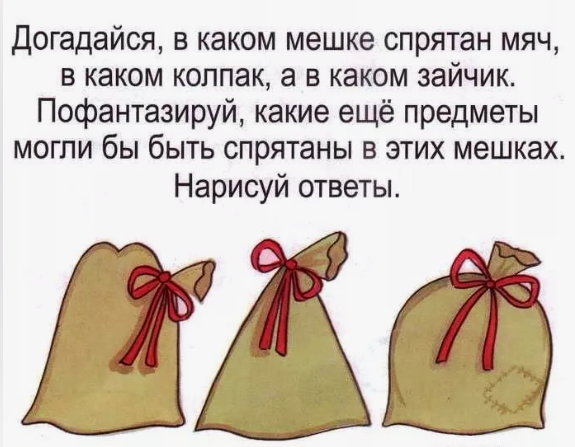 Догадайся, в каком мешке спрятан мяч,
в каком колпак, а в каком зайчик.
Пофантазируй, какие ещё предметы
могли бы быть спрятаны в этих мешках.
Нарисуй ответы.